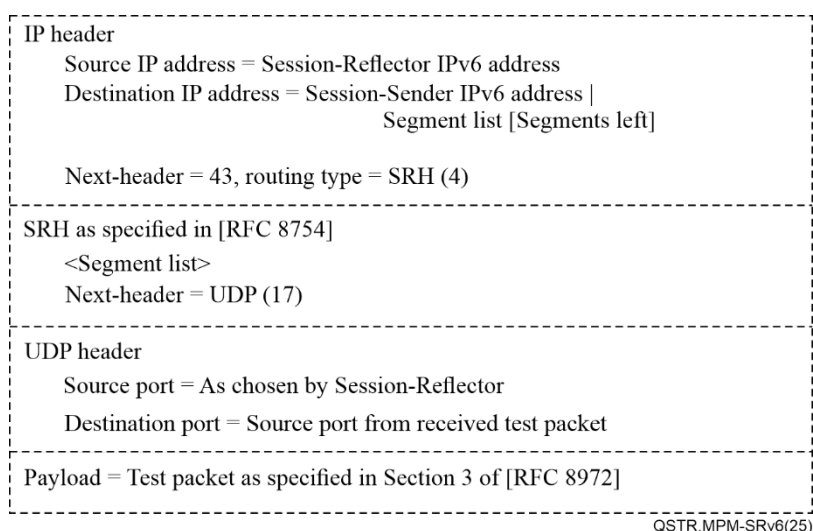 IP header
Source IP address = Session-Reflector IPv6 address
Destination IP address = Session-Sender IPv6 address |
Segment list [Segments left]
Next-header = 43, routing type = SRH (4)
SRH as specified in [RFC 8754]
<Segment list>
Next-header = UDP (17)
UDP header
Source port = As chosen by Session-Reflector
Destination port = Source port from received test packet
Payload = Test packet as specified in Section 3 of [RFC 8972]
QSTR.MPM-SRv6(25)